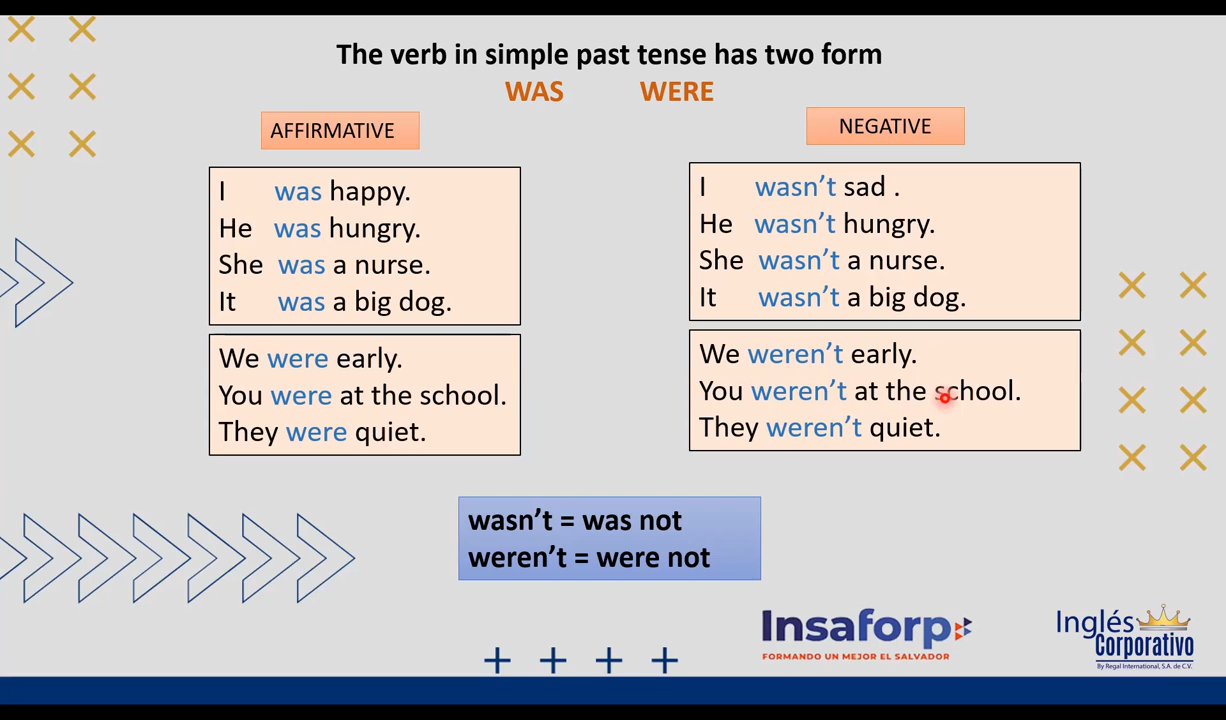 The verb in simple past tense has two form
WAS WERE
AFFIRMATIVE
I was happy.
He was hungry.
She was a nurse.
It was a big dog.
We were early.
You were at the school.
They were quiet.
NEGATIVE
I wasn't sad .
He wasn't hungry.
She wasn't a nurse.
It wasn't a big dog.
We weren't early.
You weren't at the school.
They weren't quiet.
wasn't = was not
weren't = were not
Insaforp
FORMANDO UN MEJOR EL SALVADOR
Inglés
Corporativo
By Regal International, S.A. de C.V.